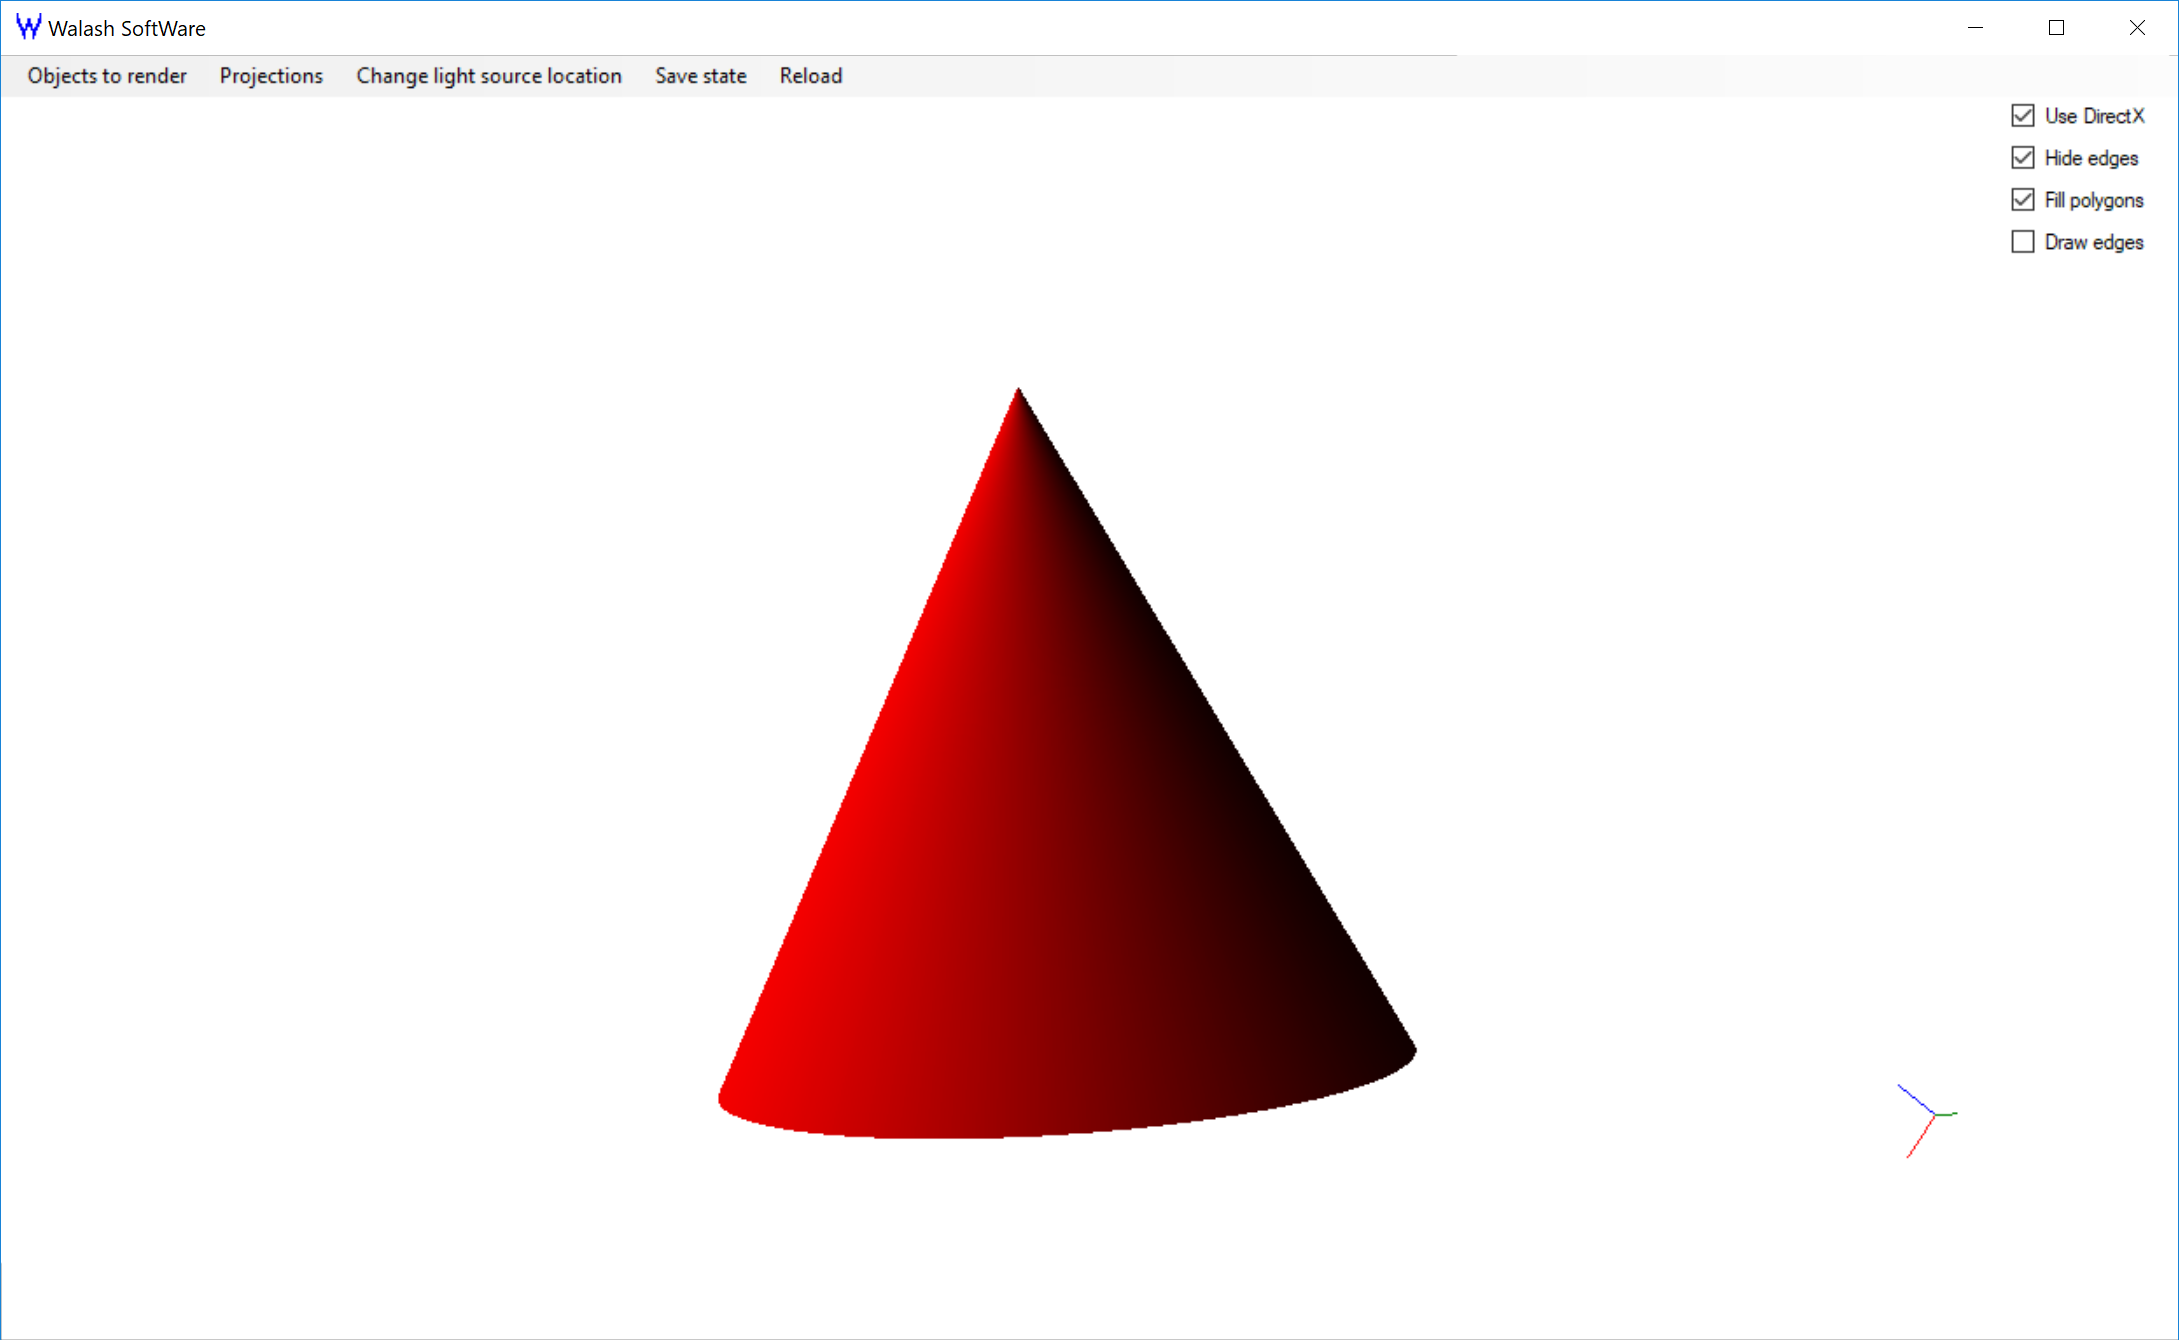 Walash SoftWare
Objects to render Projections Change light source location Save state Reload
Use DirectX
Hide edges
Fill polygons
Draw edges